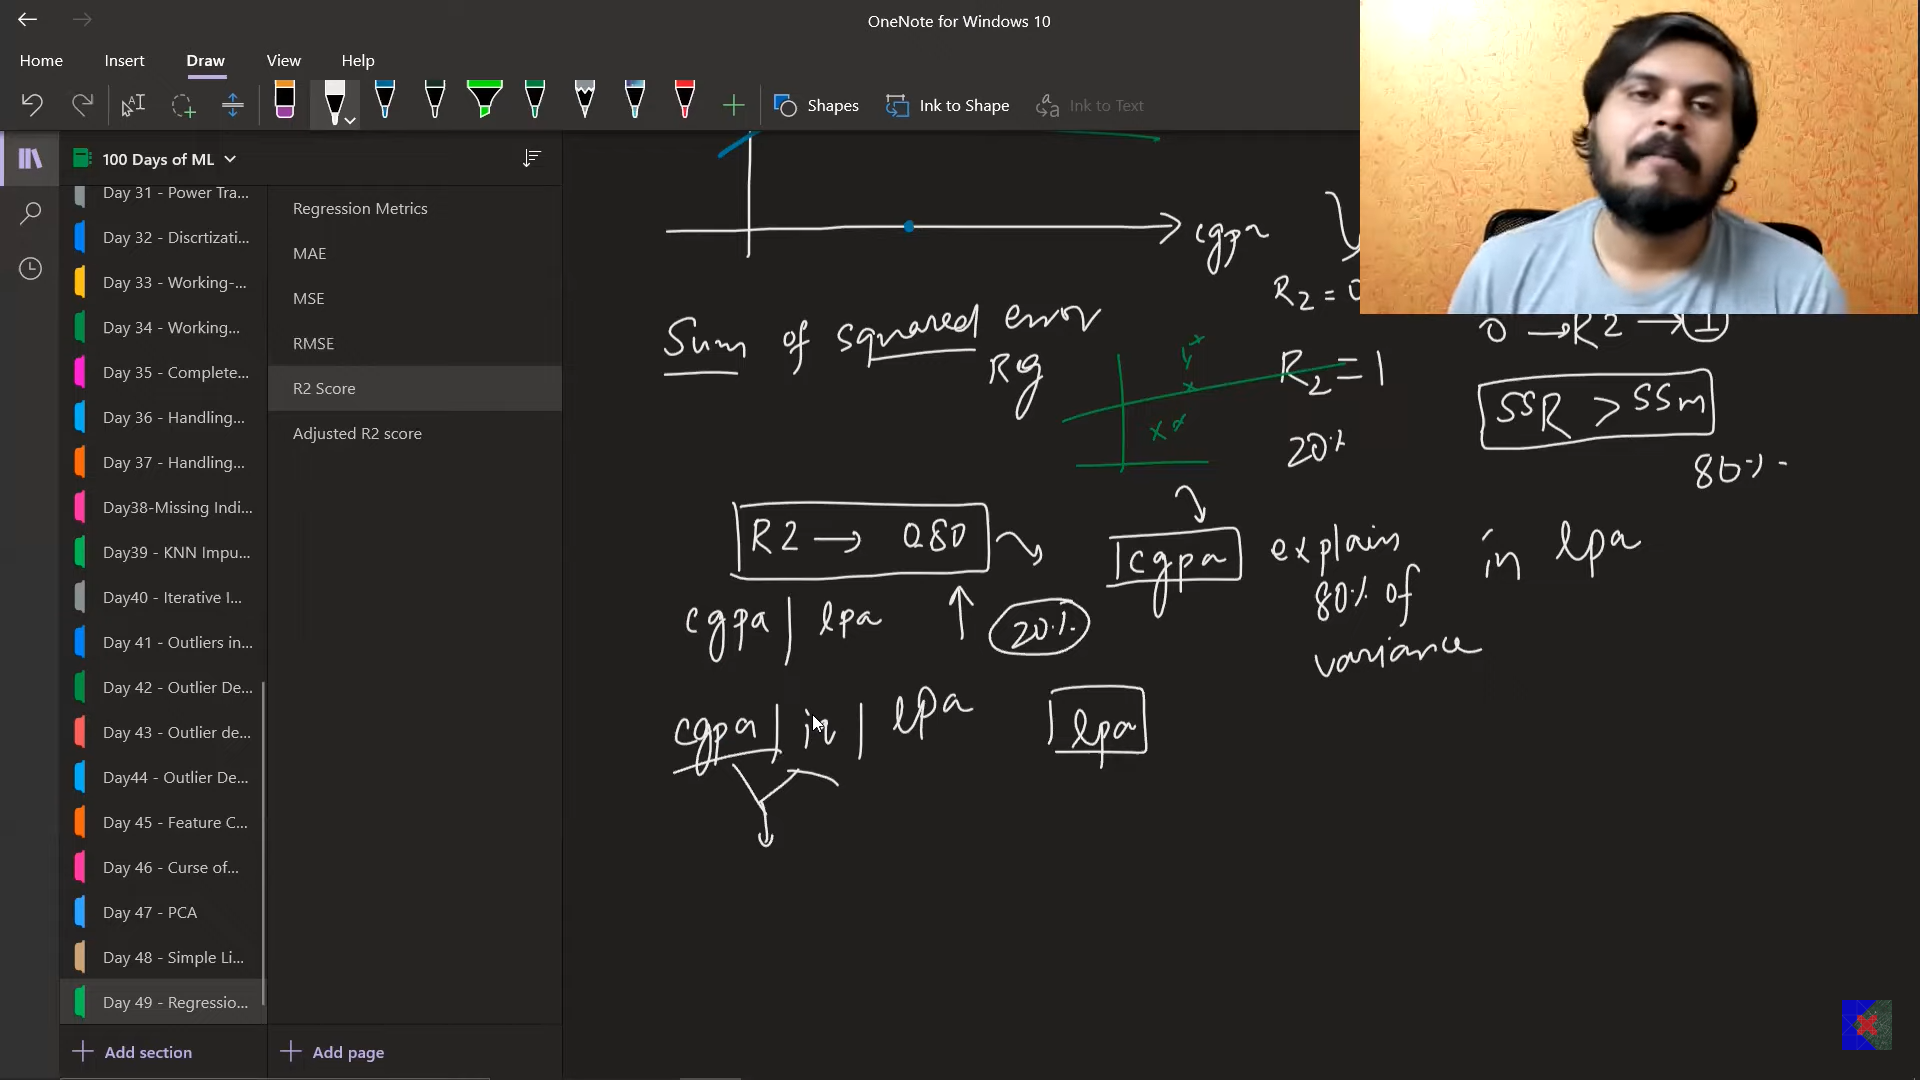 OneNote for Windows 10
Home Insert Draw View Help
Shapes Ink to Shape Ink to Text
100 Days of ML
Day 31 - Power Tra...
Day 32 - Discrtizati...
Day 33 - Working-...
Day 34 - Working...
Day 35 - Complete...
Day 36 - Handling...
Day 37 - Handling...
Day38-Missing Indi...
Day39 - KNN Impu...
Day40 - Iterative I...
Day 41 - Outliers in...
Day 42 - Outlier De...
Day 43 - Outlier de...
Day44 - Outlier De...
Day 45 - Feature C...
Day 46 - Curse of...
Day 47 - PCA
Day 48 - Simple Li...
Day 49 - Regressio...
Add section
Regression Metrics
MAE
MSE
RMSE
R2 Score
Adjusted R2 score
Add page
cgpa
R2 = 0
Sum of squared error
Reg
R2 = 1
0 → R2 → 1
SSR > SSm
20%
80%
R2 → 0.80
cgpa explain in lpa
80% of
variance
cgpa | lpa
20%
cgpa | in | lpa
lpa